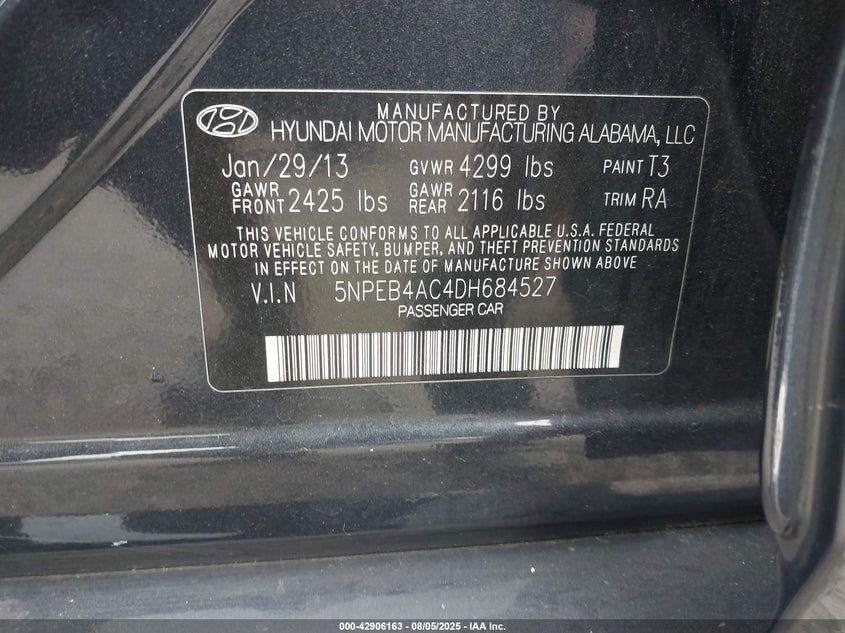 MANUFACTURED BY
HYUNDAI MOTOR MANUFACTURING ALABAMA, LLC
Jan/29/13 GVWR 4299 lbs PAINT T3
GAWR FRONT 2425 lbs GAWR REAR 2116 lbs TRIM RA
THIS VEHICLE CONFORMS TO ALL APPLICABLE U.S.A. FEDERAL
MOTOR VEHICLE SAFETY, BUMPER, AND THEFT PREVENTION STANDARDS
IN EFFECT ON THE DATE OF MANUFACTURE SHOWN ABOVE
V.I.N 5NPEB4AC4DH684527
PASSENGER CAR
000-42906163 - 08/05/2025 - IAA Inc.